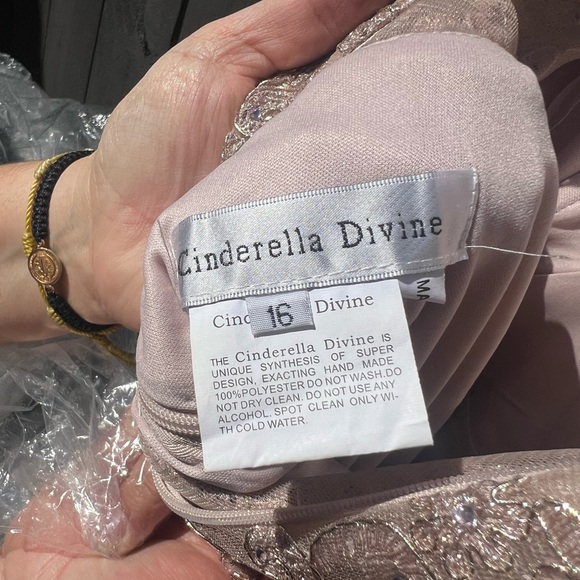 Cinderella Divine
MA
16
Divine
THE Cinderella Divine IS
UNIQUE SYNTHESIS OF SUPER
DESIGN, EXACTING HAND MADE
100%POLYESTER DO NOT WASH.DO
NOT DRY CLEAN. DO NOT USE ANY
ALCOHOL. SPOT CLEAN ONLY WI-
TH COLD WATER.